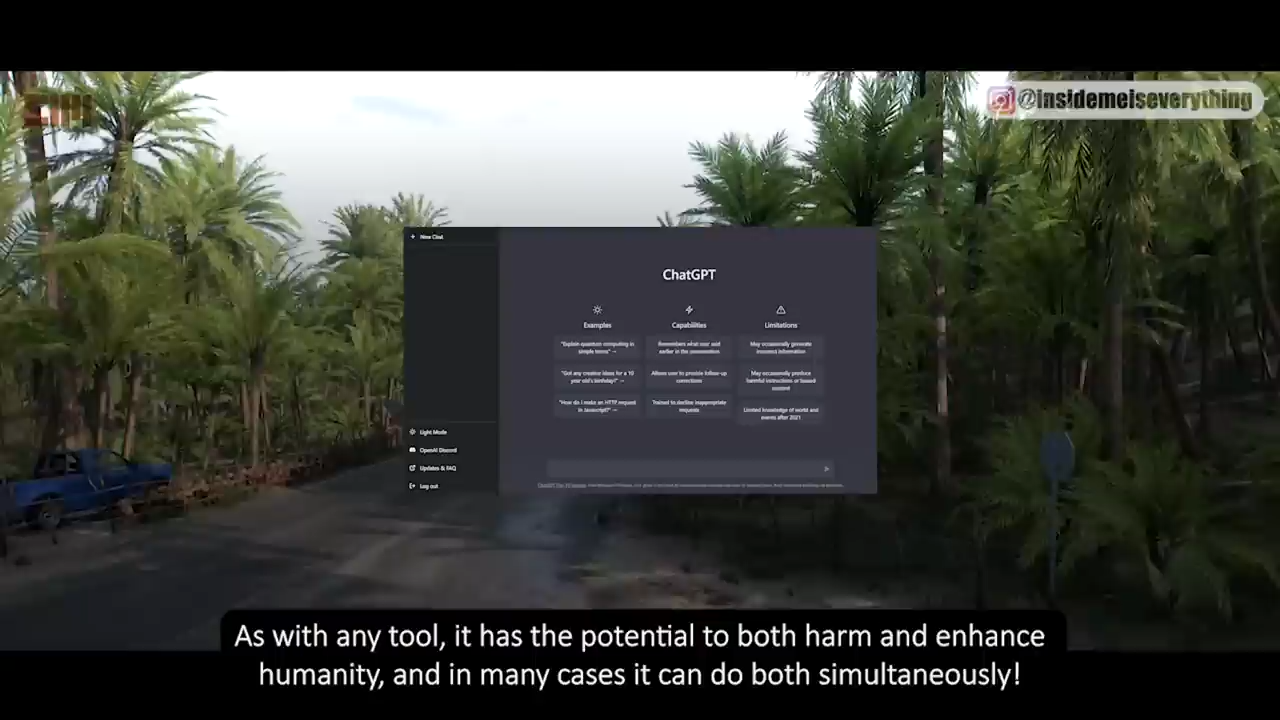 @insidemeiseverything
New Chat
ChatGPT
Examples
Capabilities
Limitations
"Explain quantum computing in
simple terms" →
Remembers what user said
earlier in the conversation
May occasionally generate
incorrect information
"Got any creative ideas for a 10
year old's birthday?" →
Allows user to provide follow-up
corrections
May occasionally produce
harmful instructions or biased
content
"How do I make an HTTP request
in Javascript?" →
Trained to decline inappropriate
requests
Limited knowledge of world and
events after 2021
Light Mode
OpenAI Discord
Updates & FAQ
Log out
As with any tool, it has the potential to both harm and enhance
humanity, and in many cases it can do both simultaneously!